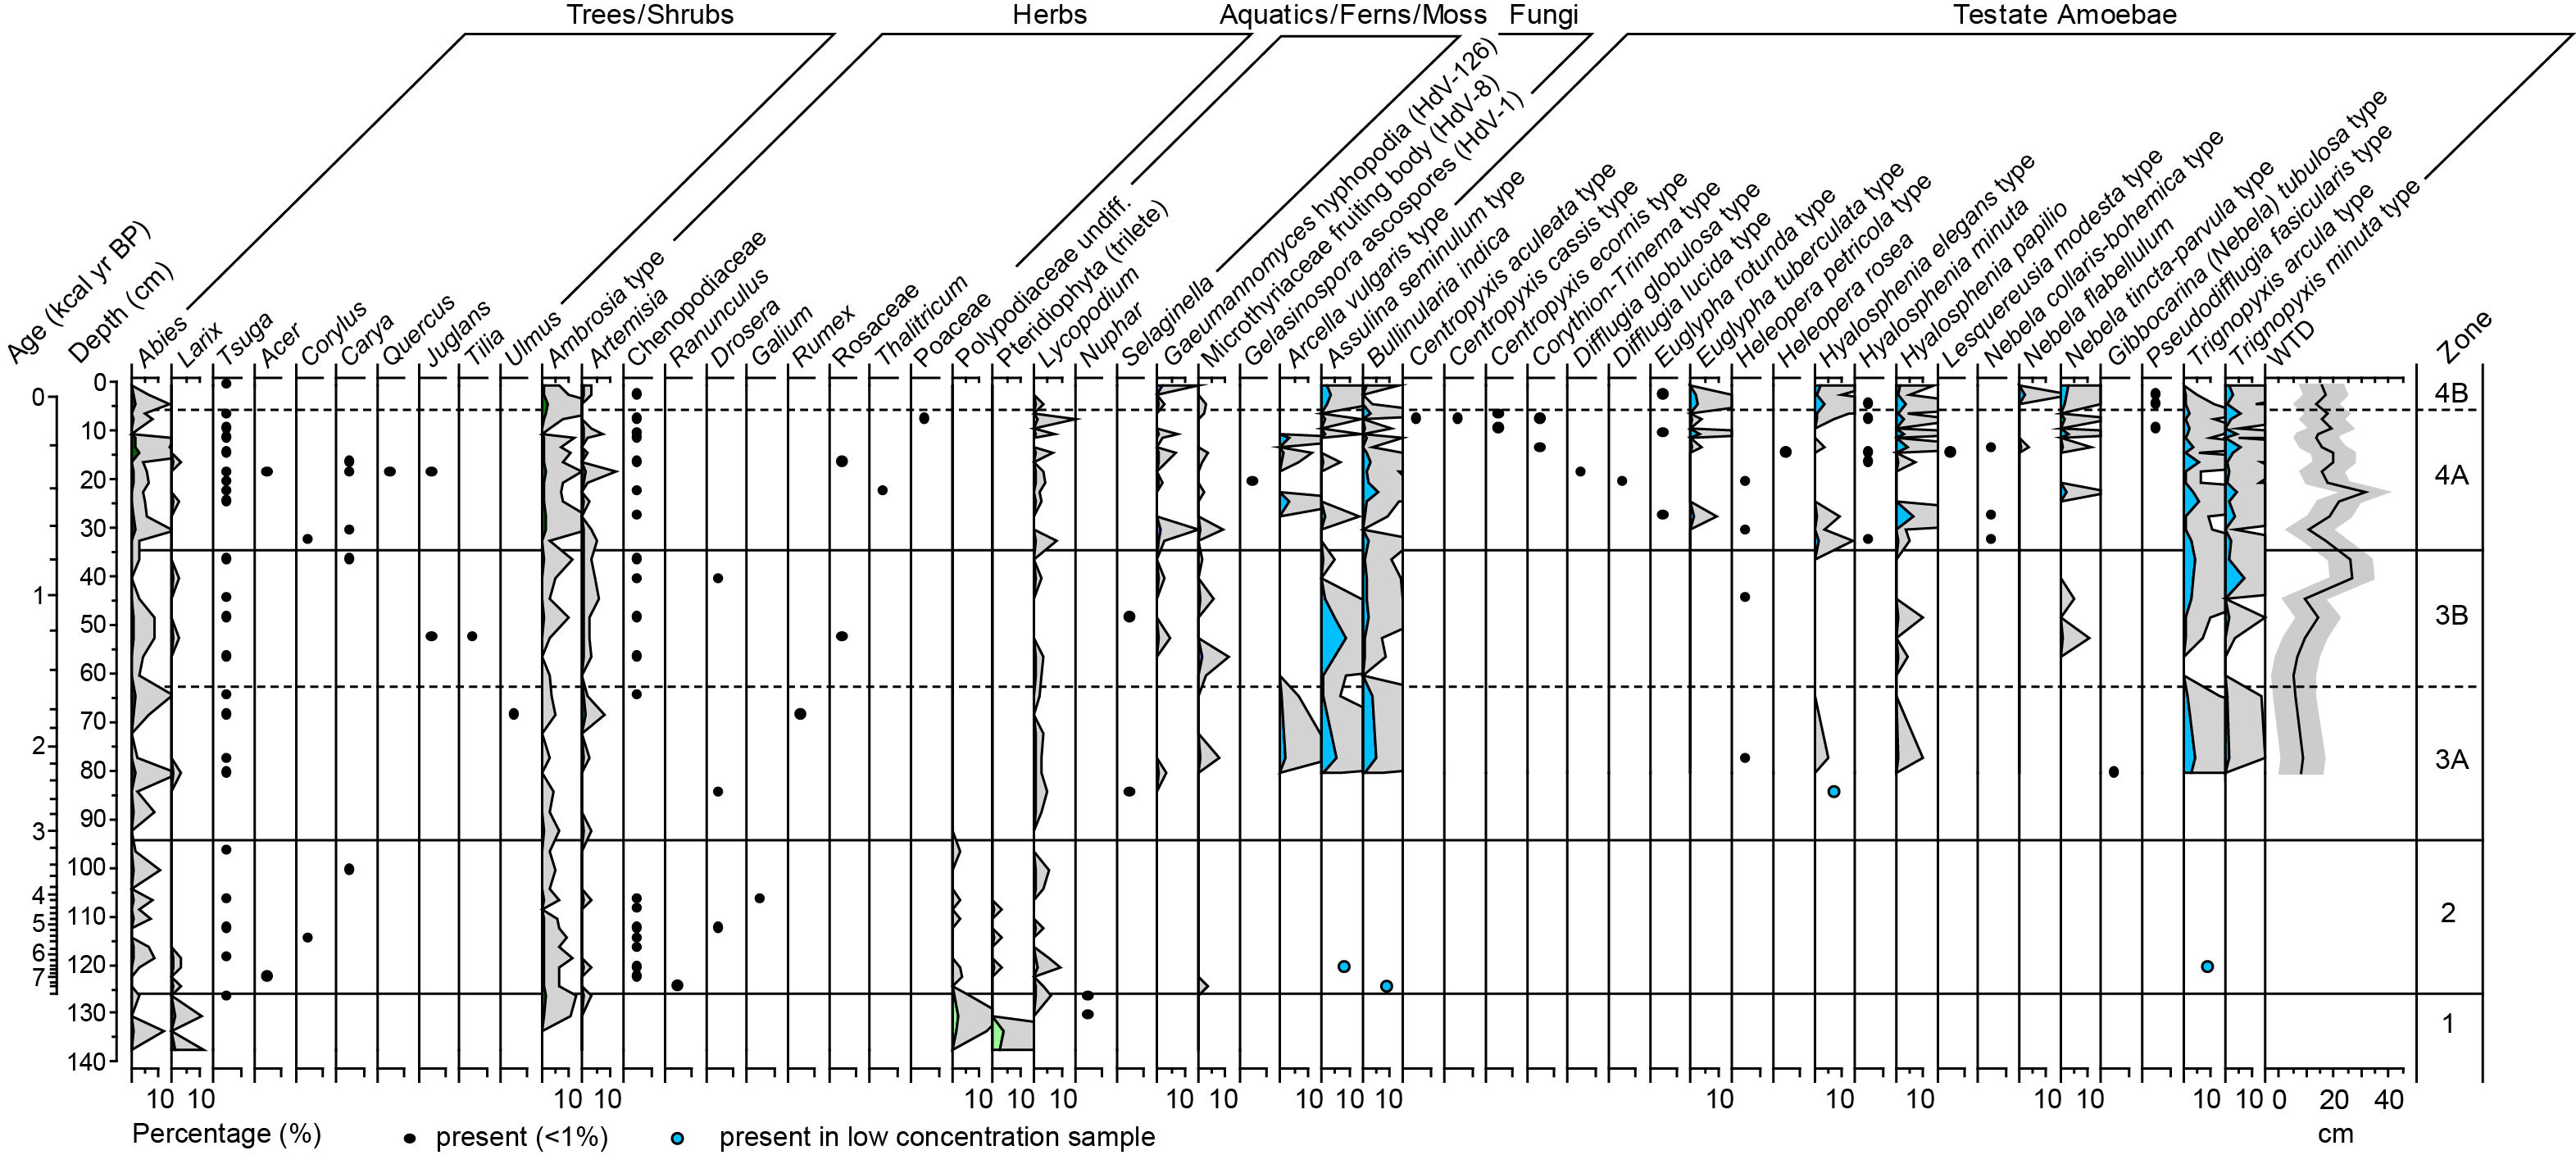 Trees/Shrubs
Herbs
Aquatics/Ferns/Moss
Fungi
Testate Amoebae
Age (kcal yr BP)
Depth (cm)
Abies
Larix
Tsuga
Acer
Corylus
Carya
Quercus
Juglans
Tilia
Ulmus
Ambrosia type
Artemisia
Chenopodiaceae
Ranunculus
Drosera
Galium
Rumex
Rosaceae
Thalitricum
Poaceae
Polypodiaceae undiff.
Pteridiophyta (trilete)
Lycopodium
Nuphar
Selaginella
Gaeumannomyces hyphopodia (HdV-126)
Microthyriaceae fruiting body (HdV-8)
Gelasinospora ascospores (HdV-1)
Arcella vulgaris type
Assulina seminulum type
Bullinularia indica
Centropyxis aculeata type
Centropyxis cassis type
Centropyxis ecornis type
Corythion-Trinema type
Difflugia globulosa type
Difflugia lucida type
Euglypha rotunda type
Euglypha tuberculata type
Heleopera petricola type
Heleopera rosea
Hyalosphenia elegans type
Hyalosphenia minuta
Hyalosphenia papilio
Lesquereusia modesta type
Nebela collaris-bohemica type
Nebela flabellulum
Nebela tincta-parvula type
Gibbocarina (Nebela) tubulosa type
Pseudodifflugia fasicularis type
Trignopyxis arcula type
Trignopyxis minuta type
WTD
Zone
0
1
2
3
4
5
6
7
0
10
20
30
40
50
60
70
80
90
100
110
120
130
140
4B
4A
3B
3A
2
1
10 10 10 10 10 10 10 10 10 10 10 10 10 10 10 10 10 10 10 0 20 40
Percentage (%)
present (<1%)
present in low concentration sample
cm